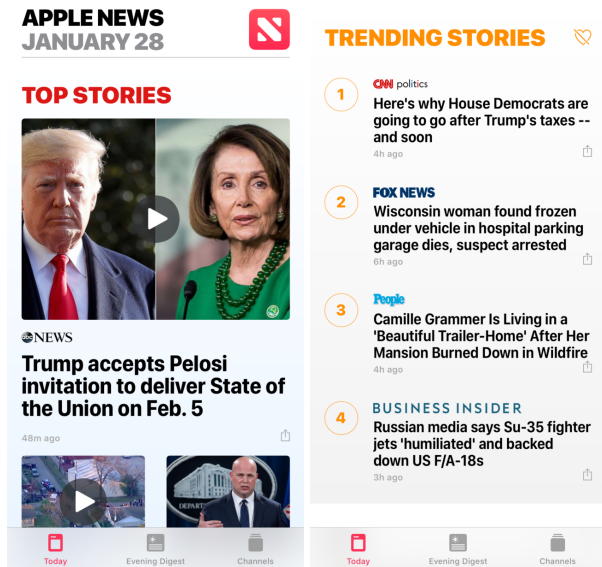 APPLE NEWS
JANUARY 28
TOP STORIES
abc NEWS
Trump accepts Pelosi
invitation to deliver State of
the Union on Feb. 5
48m ago
DEPAR
Today
Evening Digest
Channels
TRENDING STORIES
1
CNN politics
Here's why House Democrats are
going to go after Trump's taxes --
and soon
4h ago
2
FOX NEWS
Wisconsin woman found frozen
under vehicle in hospital parking
garage dies, suspect arrested
6h ago
3
People
Camille Grammer Is Living in a
'Beautiful Trailer-Home' After Her
Mansion Burned Down in Wildfire
4h ago
4
BUSINESS INSIDER
Russian media says Su-35 fighter
jets 'humiliated' and backed
down US F/A-18s
3h ago
Today
Evening Digest
Channels